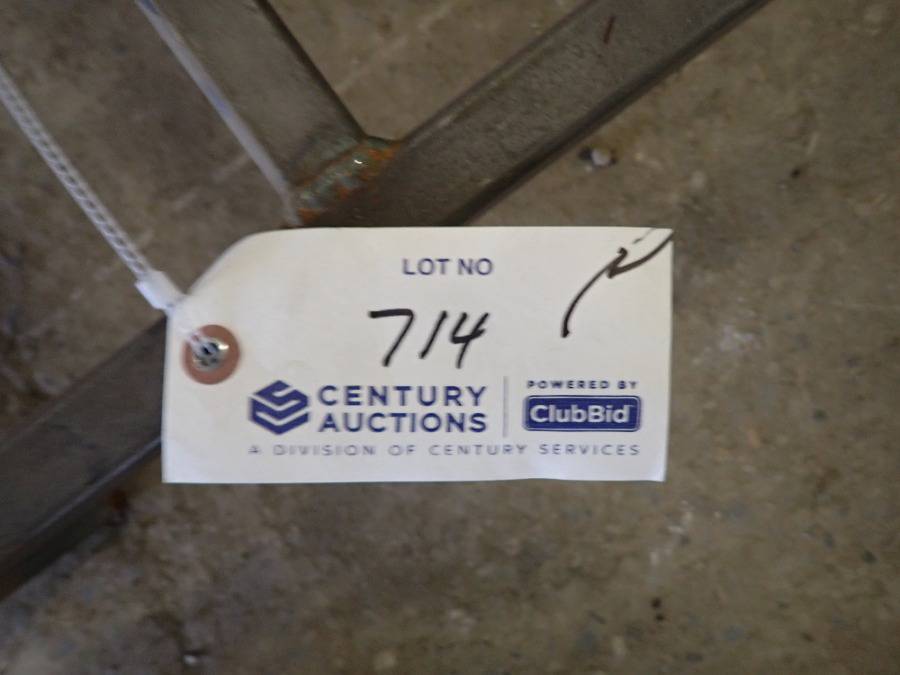 LOT NO
714
CENTURY AUCTIONS
POWERED BY
ClubBid
A DIVISION OF CENTURY SERVICES